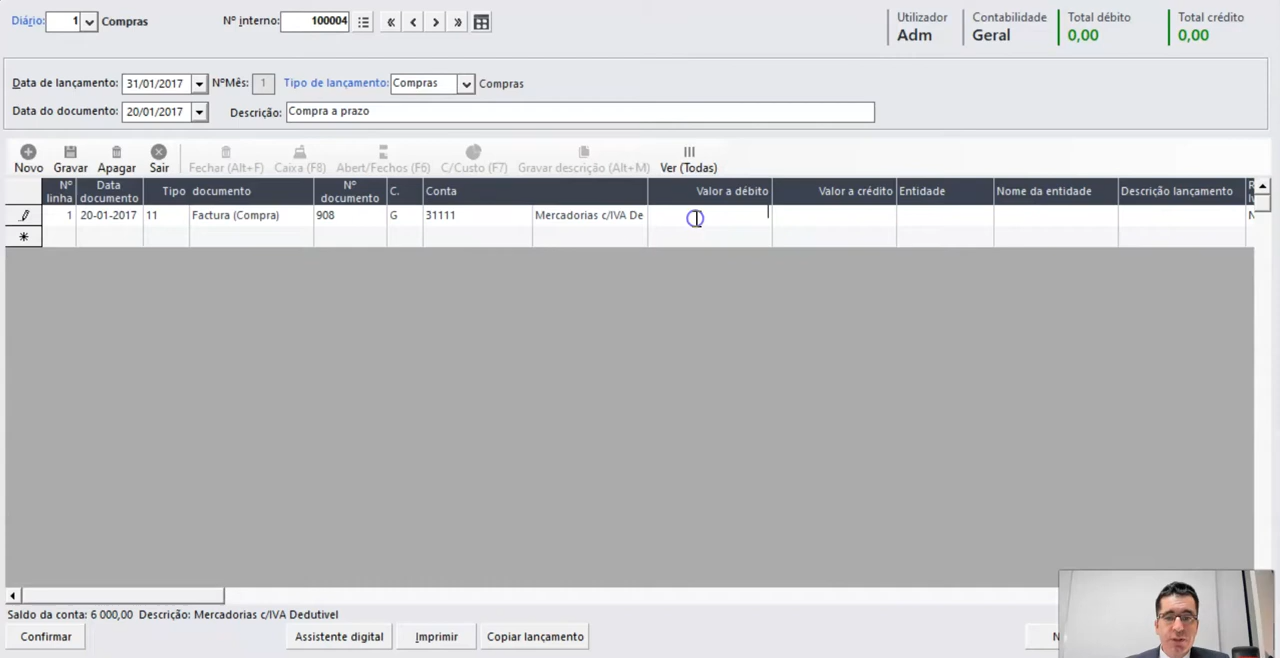 Diário: 1 Compras Nº interno: 100004
Utilizador Contabilidade Total débito Total crédito
Adm Geral 0,00 0,00
Data de lançamento: 31/01/2017 NºMês: 1 Tipo de lançamento: Compras Compras
Data do documento: 20/01/2017 Descrição: Compra a prazo
Novo Gravar Apagar Sair Fechar (Alt+F) Caixa (F8) Abert/Fechos (F6) C/Custo (F7) Gravar descrição (Alt+M) Ver (Todas)
Nº linha Data documento Tipo documento Nº documento C. Conta Valor a débito Valor a crédito Entidade Nome da entidade Descrição lançamento
1 20-01-2017 11 Factura (Compra) 908 G 31111 Mercadorias c/IVA De
Saldo da conta: 6 000,00 Descrição: Mercadorias c/IVA Dedutivel
Confirmar Assistente digital Imprimir Copiar lançamento